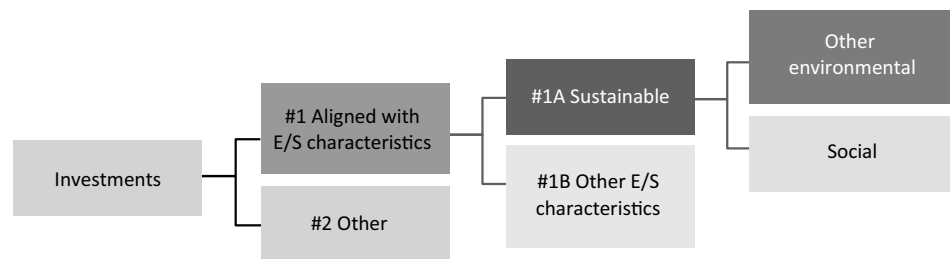 Investments
#1 Aligned with
E/S characteristics
#2 Other
#1A Sustainable
#1B Other E/S
characteristics
Other
environmental
Social